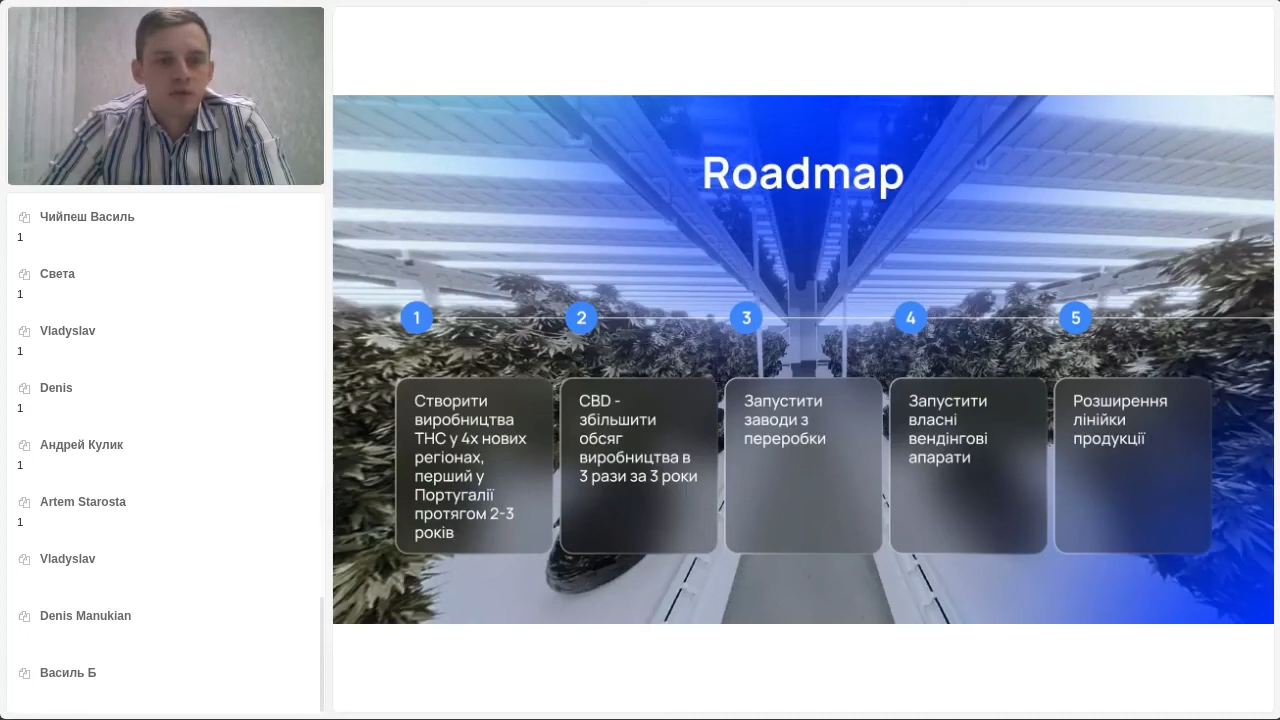 Чийпеш Василь
1
Света
1
Vladyslav
1
Denis
1
Андрей Кулик
1
Artem Starosta
1
Vladyslav
Denis Manukian
Василь Б
Roadmap
1
2
3
4
5
Створити
виробництва
ТНС у 4х нових
регіонах,
перший у
Португалії
протягом 2-3
років
CBD -
збільшити
обсяг
виробництва в
3 рази за 3 роки
Запустити
заводи з
переробки
Запустити
власні
вендінгові
апарати
Розширення
лінійки
продукції